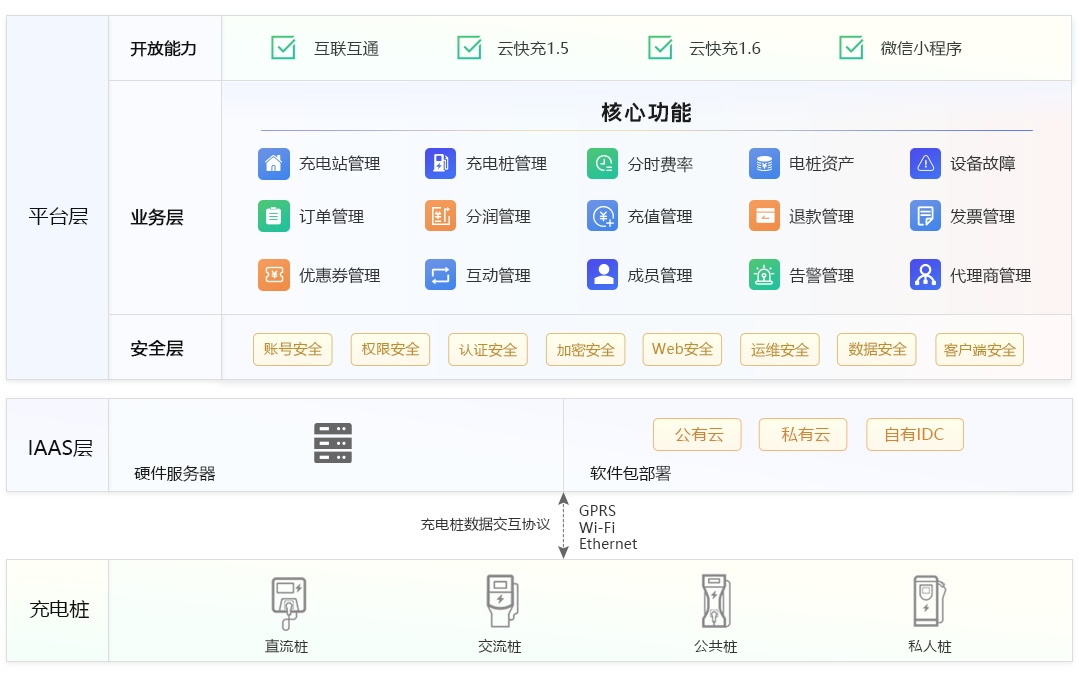 平台层
开放能力
互联互通
云快充1.5
云快充1.6
微信小程序
业务层
核心功能
充电站管理
充电桩管理
分时费率
电桩资产
设备故障
订单管理
分润管理
充值管理
退款管理
发票管理
优惠券管理
互动管理
成员管理
告警管理
代理商管理
安全层
账号安全
权限安全
认证安全
加密安全
Web安全
运维安全
数据安全
客户端安全
IAAS层
硬件服务器
公有云
私有云
自有IDC
软件包部署
充电桩数据交互协议
GPRS
Wi-Fi
Ethernet
充电桩
直流桩
交流桩
公共桩
私人桩